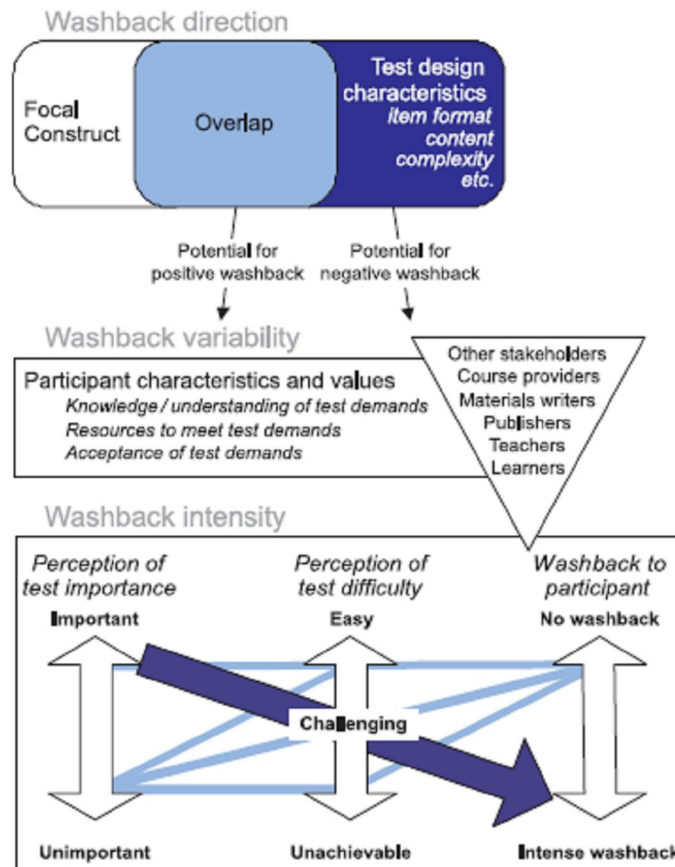 Washback direction
Focal
Construct
Overlap
Test design
characteristics
item format
content
complexity
etc.
Potential for
positive washback
Potential for
negative washback
Washback variability
Participant characteristics and values
Knowledge / understanding of test demands
Resources to meet test demands
Acceptance of test demands
Other stakeholders
Course providers
Materials writers
Publishers
Teachers
Learners
Washback intensity
Perception of
test importance
Perception of
test difficulty
Washback to
participant
Important
Easy
No washback
Challenging
Unimportant
Unachievable
Intense washback